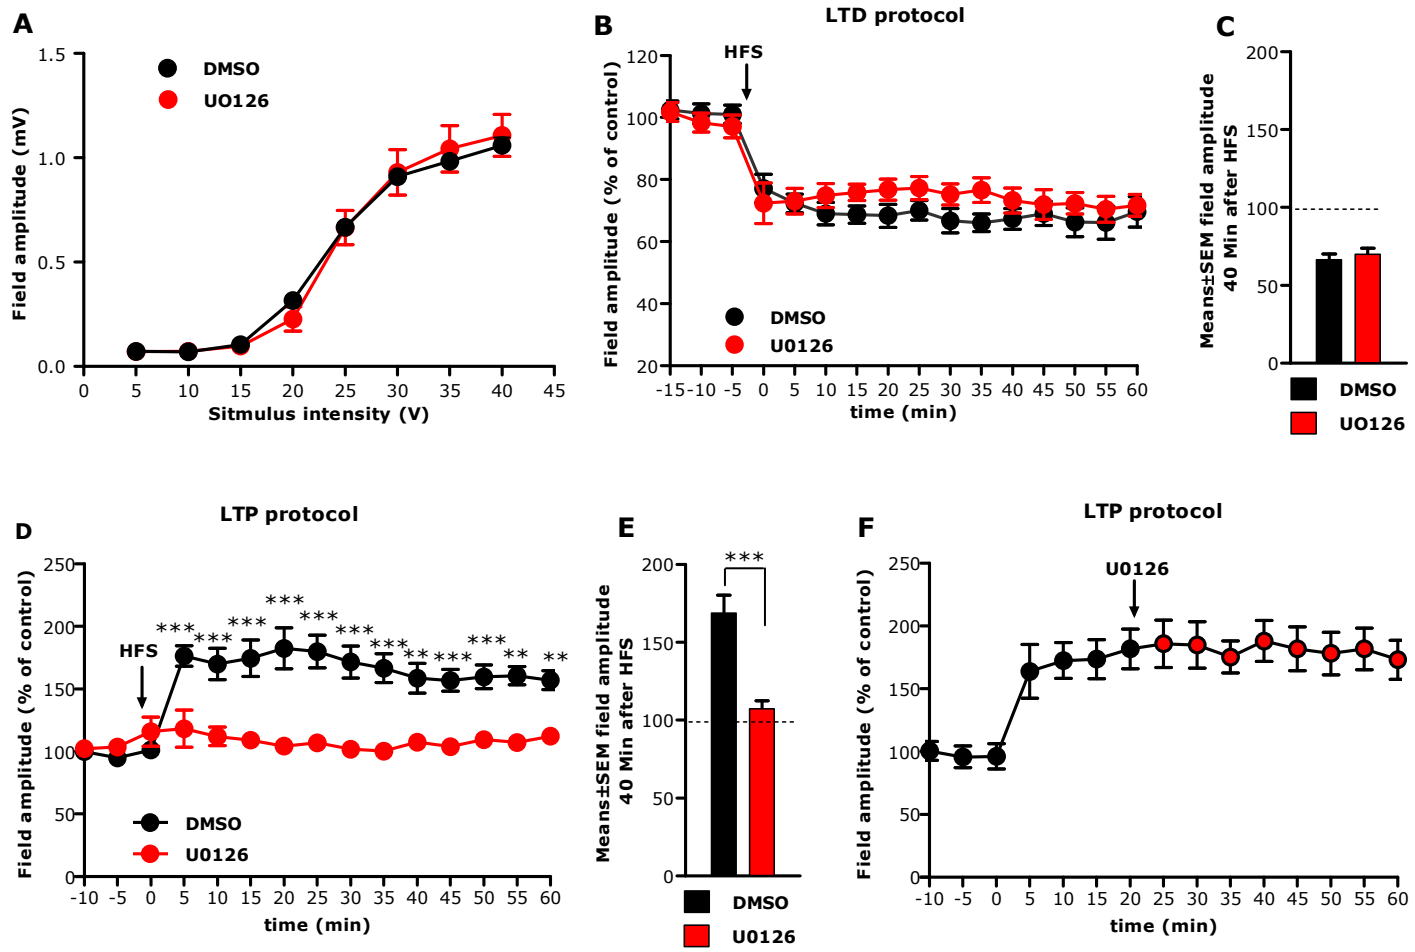 A
DMSO
UO126
Field amplitude (mV)
1.5
1.0
0.5
0.0
0 5 10 15 20 25 30 35 40 45
Sitmulus intensity (V)
B
LTD protocol
HFS
Field amplitude (% of control)
120
100
80
60
40
20
DMSO
U0126
-15 -10 -5 0 5 10 15 20 25 30 35 40 45 50 55 60
time (min)
C
Means±SEM field amplitude
40 Min after HFS
200
150
100
50
0
DMSO
UO126
D
LTP protocol
HFS
Field amplitude (% of control)
250
200
150
100
50
0
*** *** *** *** *** *** *** ** *** *** ** **
DMSO
U0126
-10 -5 0 5 10 15 20 25 30 35 40 45 50 55 60
time (min)
E
Means±SEM field amplitude
40 Min after HFS
200
150
100
50
0
***
DMSO
U0126
F
LTP protocol
U0126
Field amplitude (% of control)
250
200
150
100
50
0
-10 -5 0 5 10 15 20 25 30 35 40 45 50 55 60
time (min)